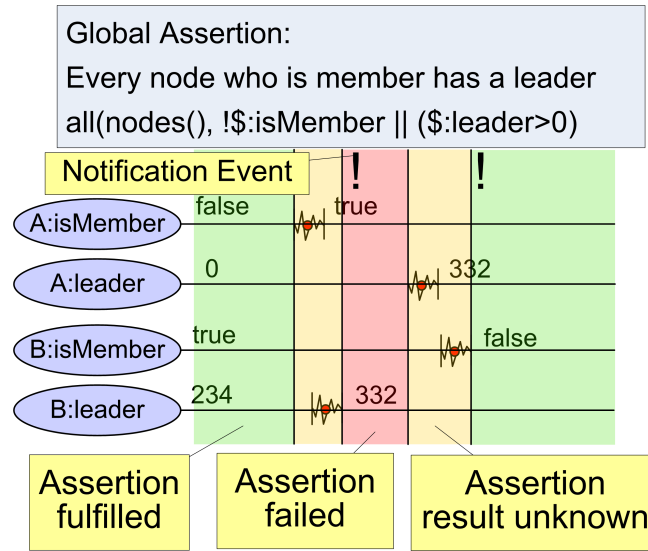 Global Assertion:
Every node who is member has a leader
all(nodes(), !$:isMember || ($:leader>0)
Notification Event
!
!
A:isMember
false
true
A:leader
0
332
B:isMember
true
false
B:leader
234
332
Assertion
fulfilled
Assertion
failed
Assertion
result unknown